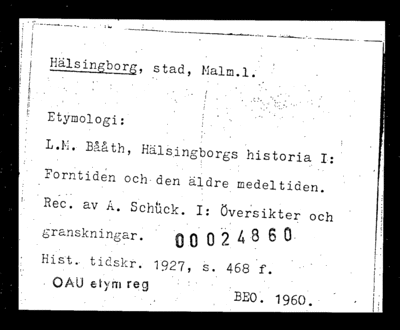 Hälsingborg, stad, Malm.l.
Etymologi:
L.M. Bååth, Hälsingborgs historia I:
Forntiden och den äldre medeltiden.
Rec. av A. Schück. I: Översikter och
granskningar. 00024860
Hist. tidskr. 1927, s. 468 f.
OAU etym reg
BEO. 1960.